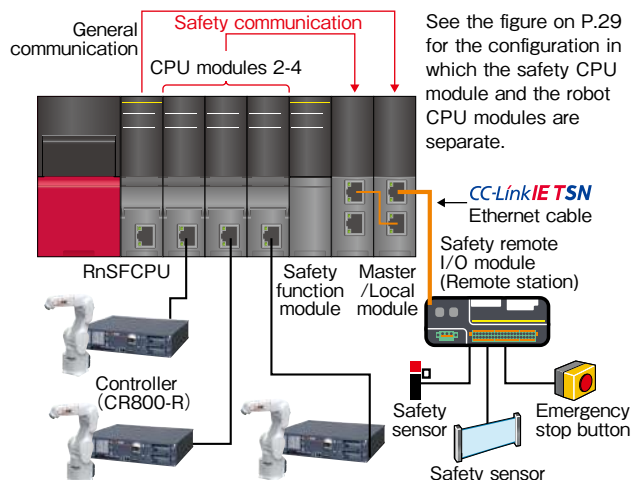 General
communication
Safety communication
CPU modules 2-4
See the figure on P.29
for the configuration in
which the safety CPU
module and the robot
CPU modules are
separate.
CC-Link IE TSN
Ethernet cable
RnSFCPU
Safety
function
module
Master
/Local
module
Safety remote
I/O module
(Remote station)
Controller
(CR800-R)
Safety
sensor
Emergency
stop button
Safety sensor